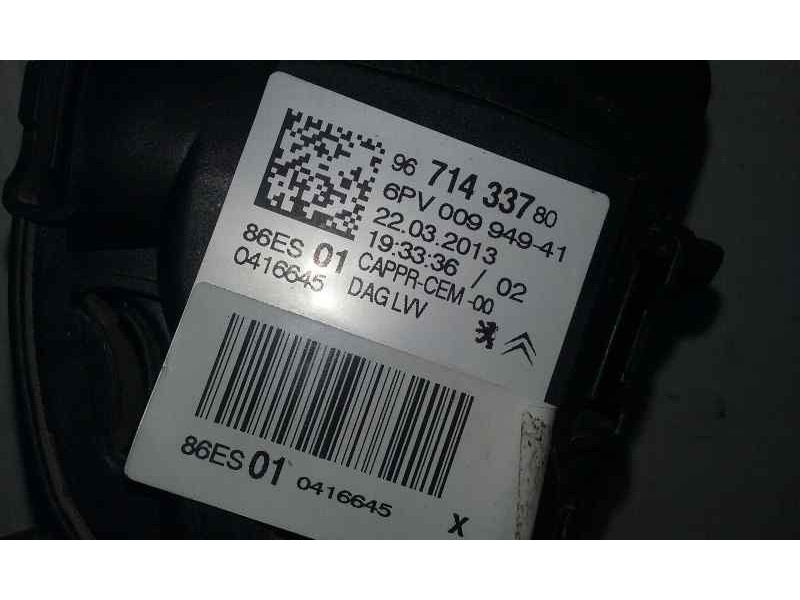 96 714 337 80
6PV 009 949-41
22.03.2013
19:33:36 / 02
86ES 01 CAPPR-CEM-00
0416645 DAG LVV
86ES 01 0416645 X